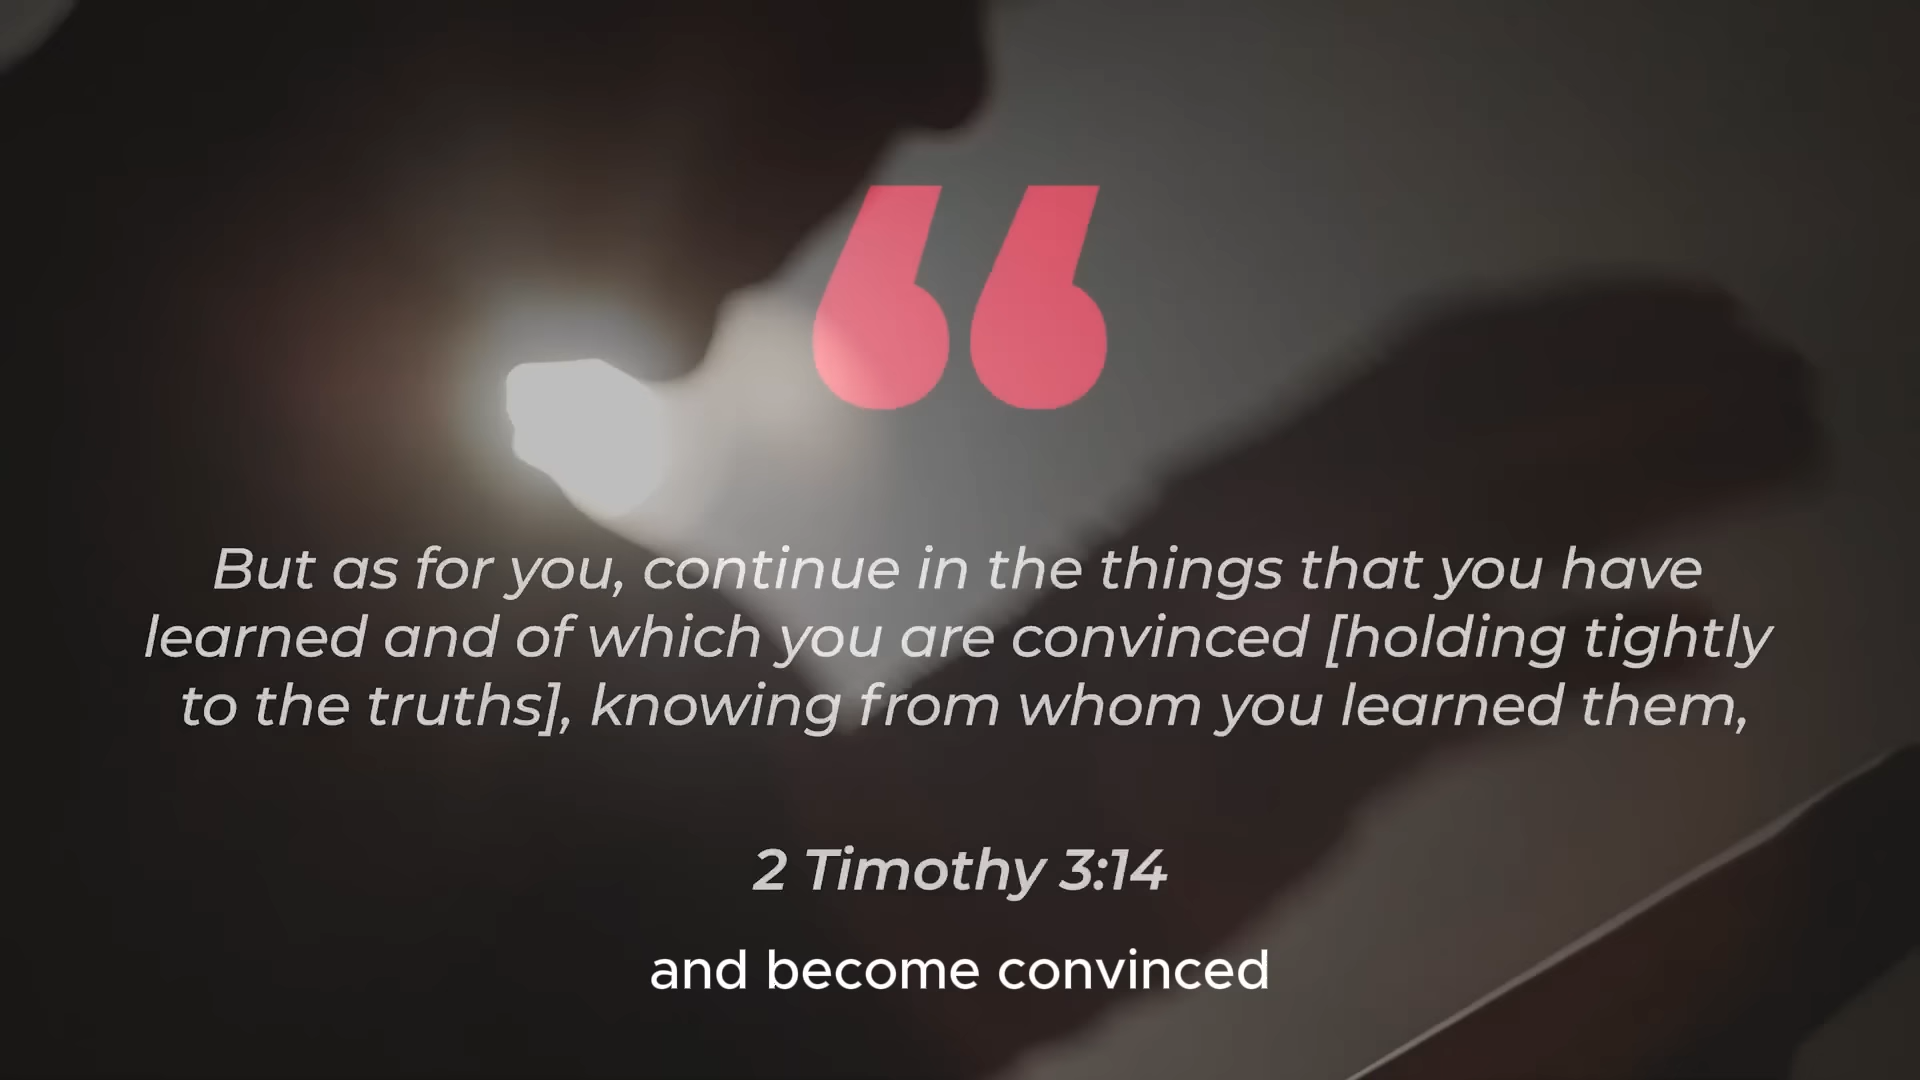 “
But as for you, continue in the things that you have
learned and of which you are convinced [holding tightly
to the truths], knowing from whom you learned them,
2 Timothy 3:14
and become convinced